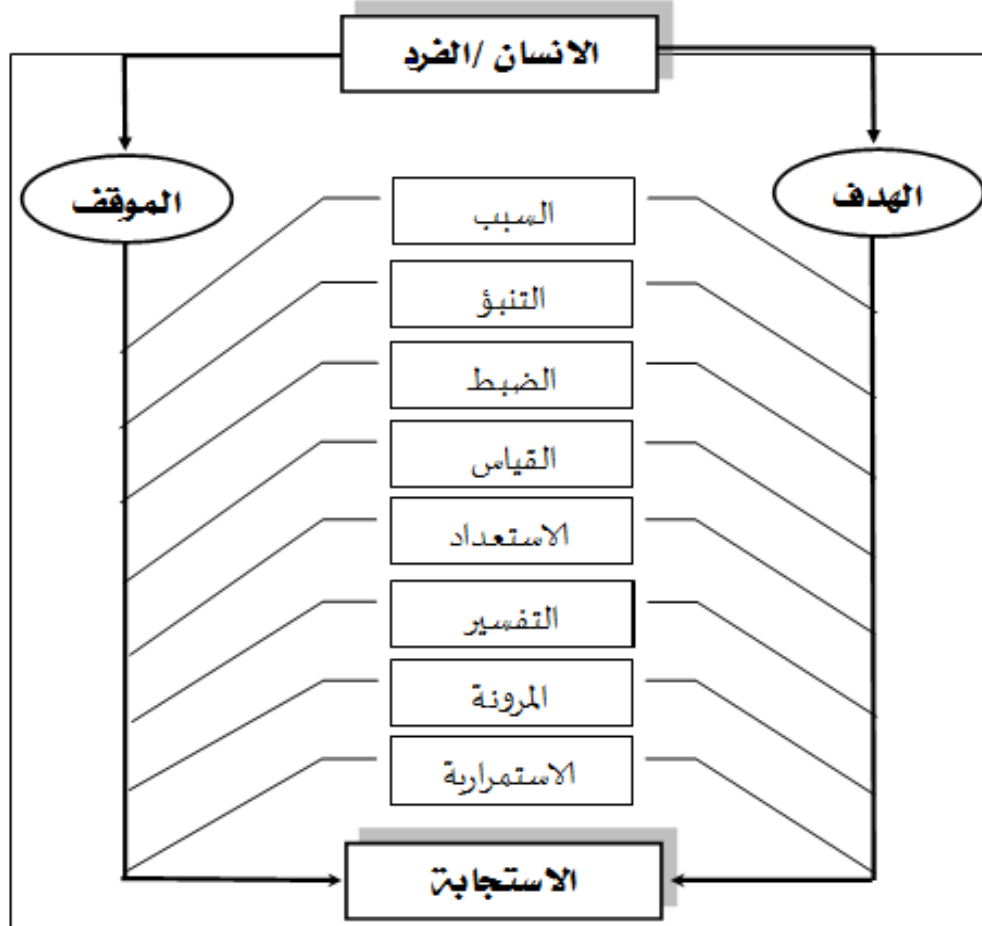 الانسان /الفرد
الهدف
الموقف
السبب
التنبؤ
الضبط
القياس
الاستعداد
التفسير
المرونة
الاستمرارية
الاستجابة